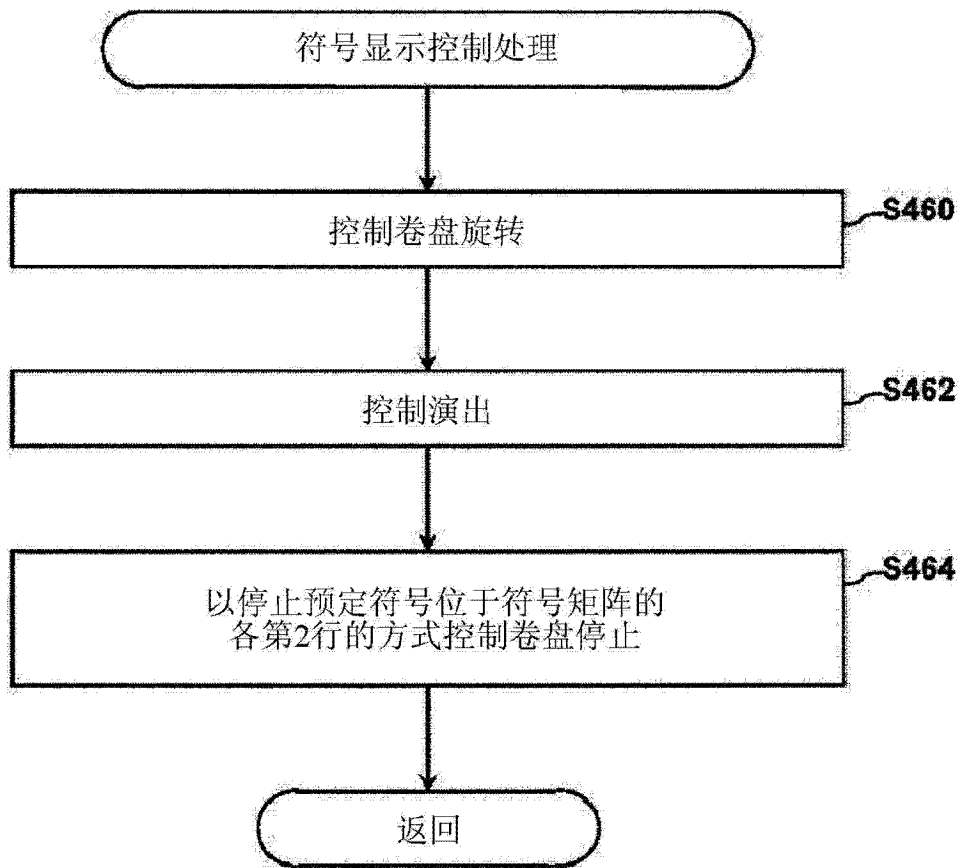 符号显示控制处理
控制卷盘旋转
S460
控制演出
S462
以停止预定符号位于符号矩阵的
各第2行的方式控制卷盘停止
S464
返回